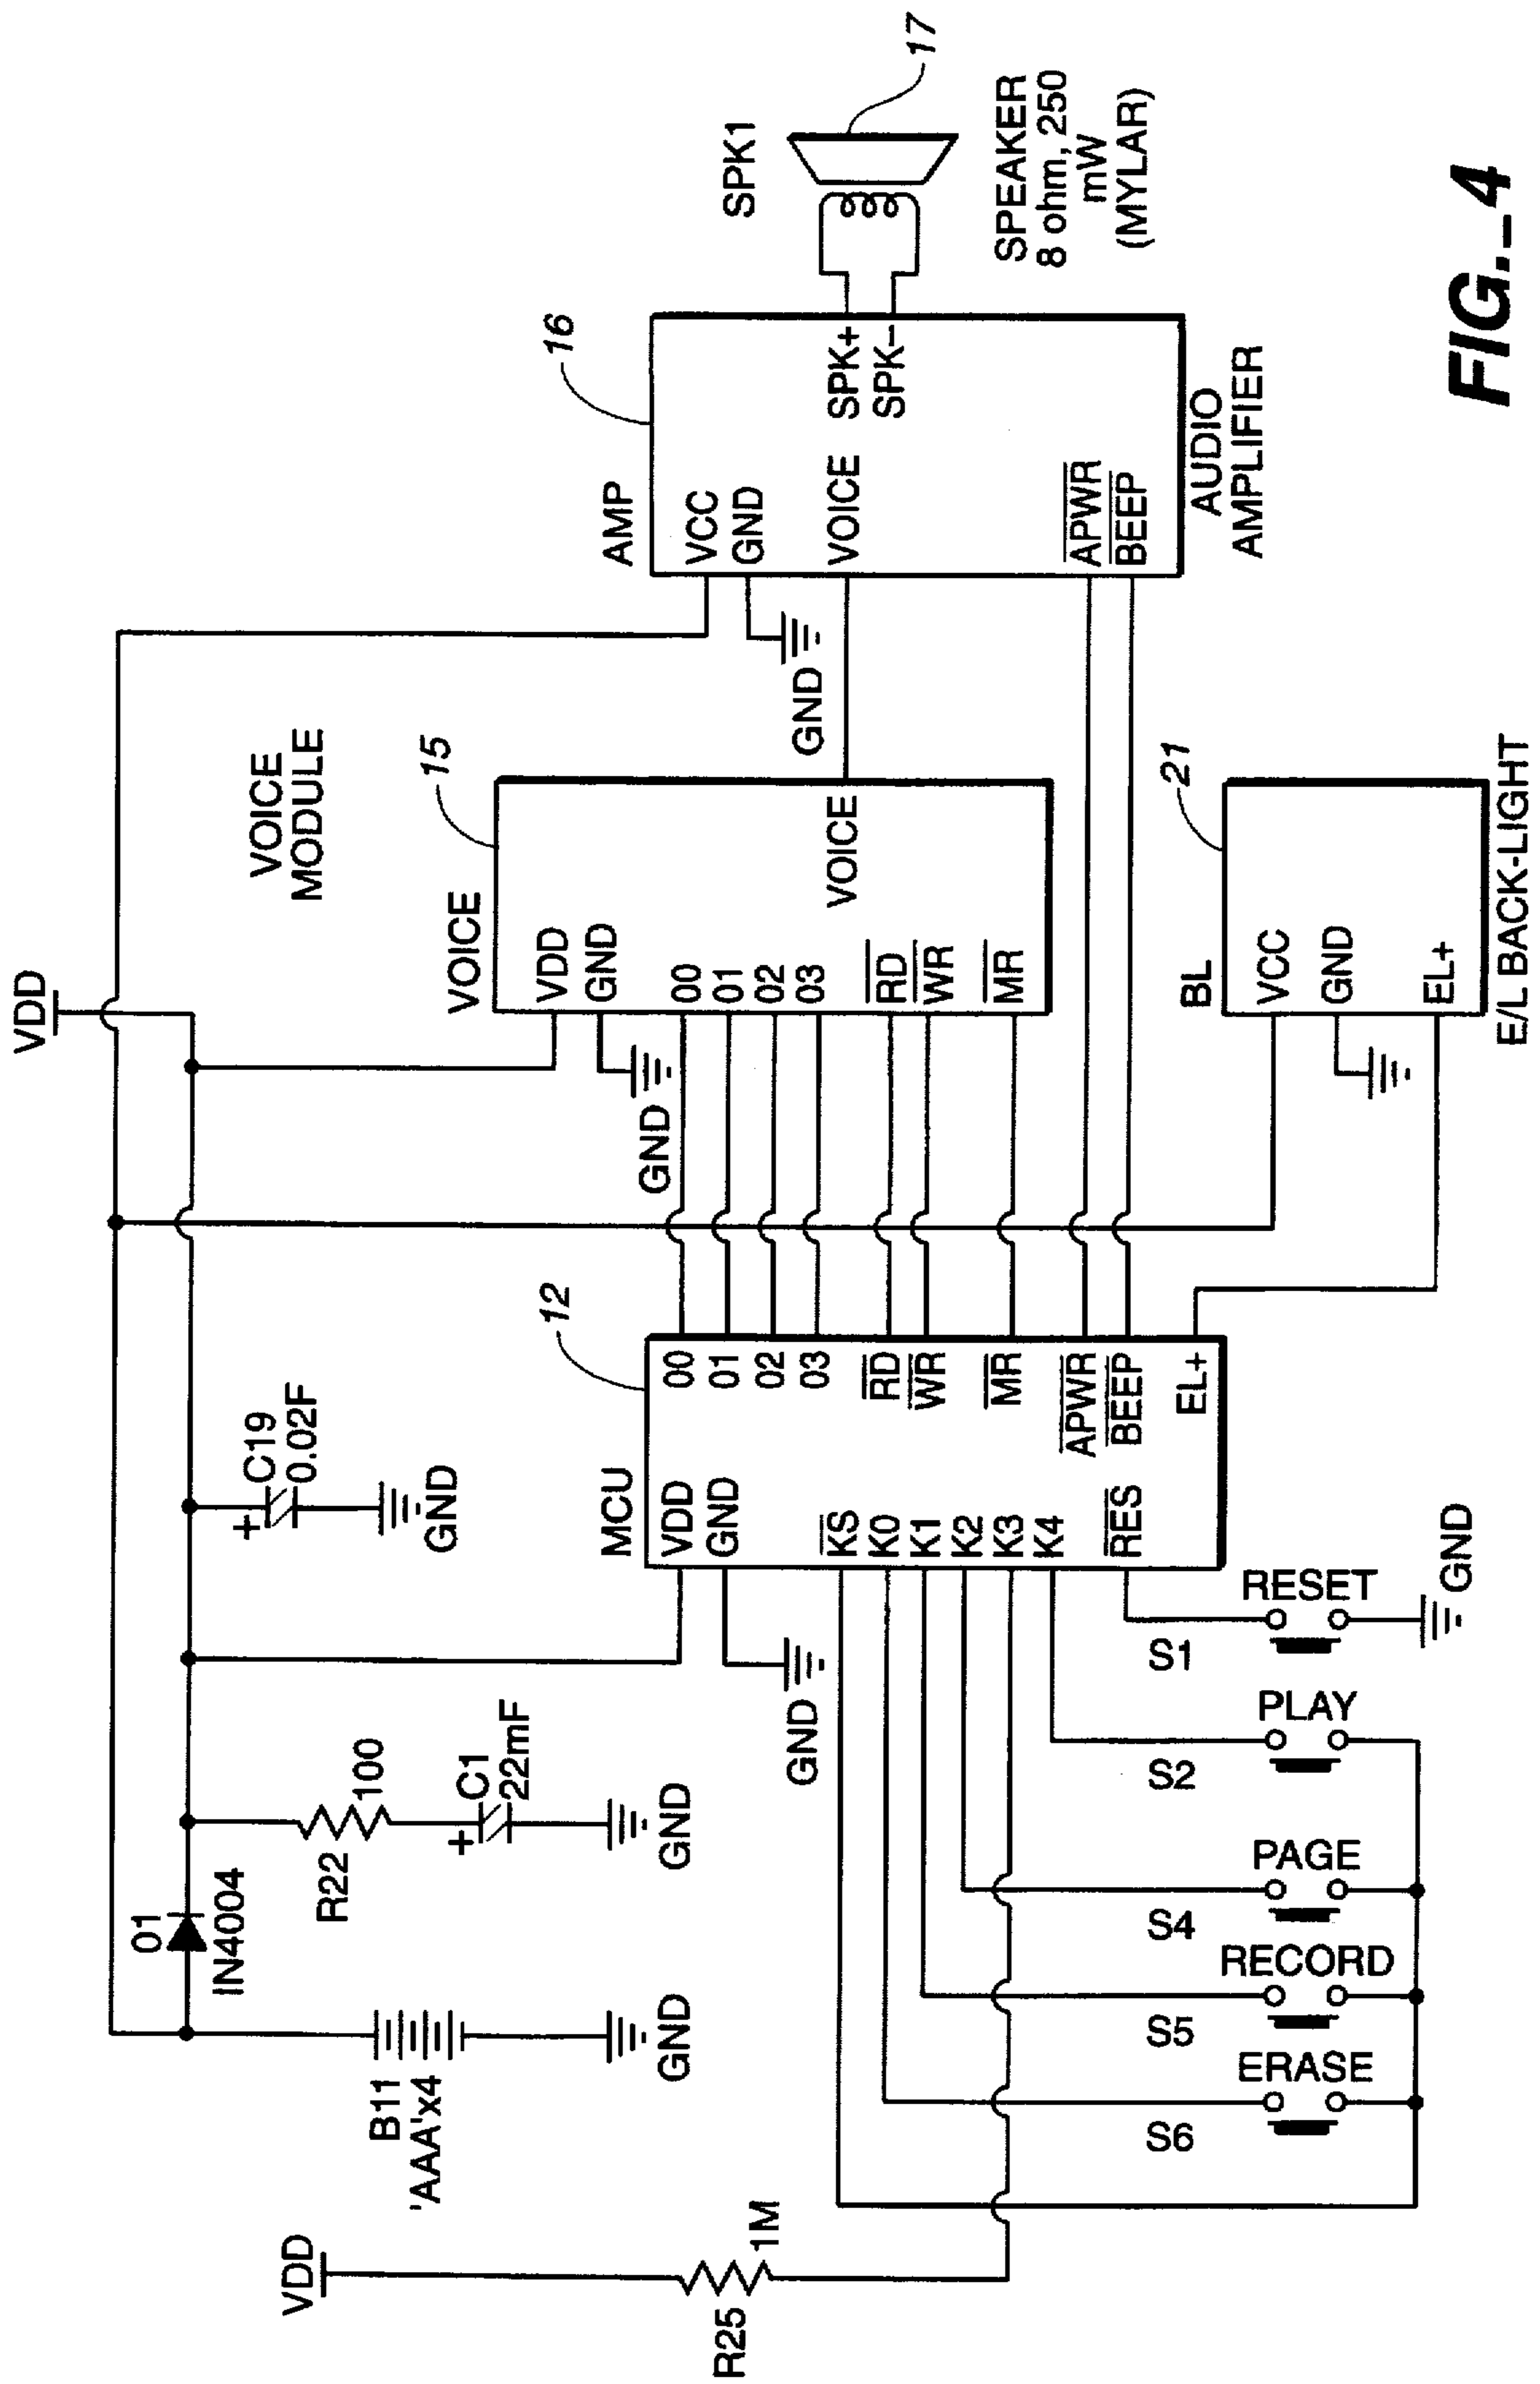 VDD
VOICE
MODULE
01
IN4004
R22
100
C1
22mF
+
GND
C19
0.02F
+
GND
B11
'AAA'x4
GND
VDD
R25
1M
MCU
12
VDD
GND
KS
K0
K1
K2
K3
K4
RES
00
01
02
03
RD
WR
MR
APWR
BEEP
EL+
GND
VOICE
15
VDD
GND
00
01
02
03
RD
WR
MR
VOICE
GND
AMP
16
VCC
GND
VOICE
APWR
BEEP
SPK+
SPK–
AUDIO
AMPLIFIER
GND
SPK1
17
SPEAKER
8 ohm, 250
mW
(MYLAR)
BL
21
VCC
GND
EL+
E/L BACK-LIGHT
S6
ERASE
S5
RECORD
S4
PAGE
S2
PLAY
S1
RESET
GND
FIG._4